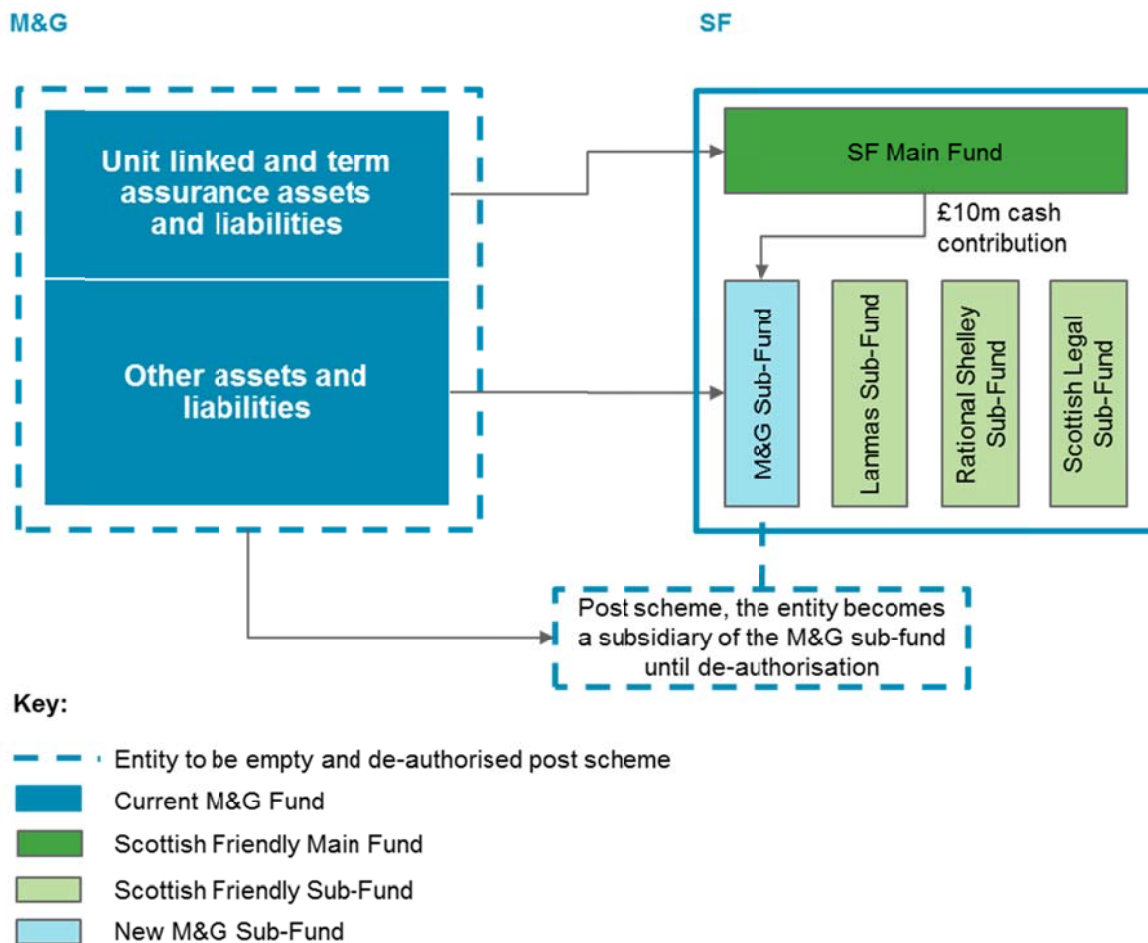 M&G
SF
Unit linked and term
assurance assets
and liabilities
SF Main Fund
£10m cash
contribution
Other assets and
liabilities
M&G Sub-Fund
Lanmas Sub-Fund
Rational Shelley
Sub-Fund
Scottish Legal
Sub-Fund
Post scheme, the entity becomes
a subsidiary of the M&G sub-fund
until de-authorisation
Key:
Entity to be empty and de-authorised post scheme
Current M&G Fund
Scottish Friendly Main Fund
Scottish Friendly Sub-Fund
New M&G Sub-Fund